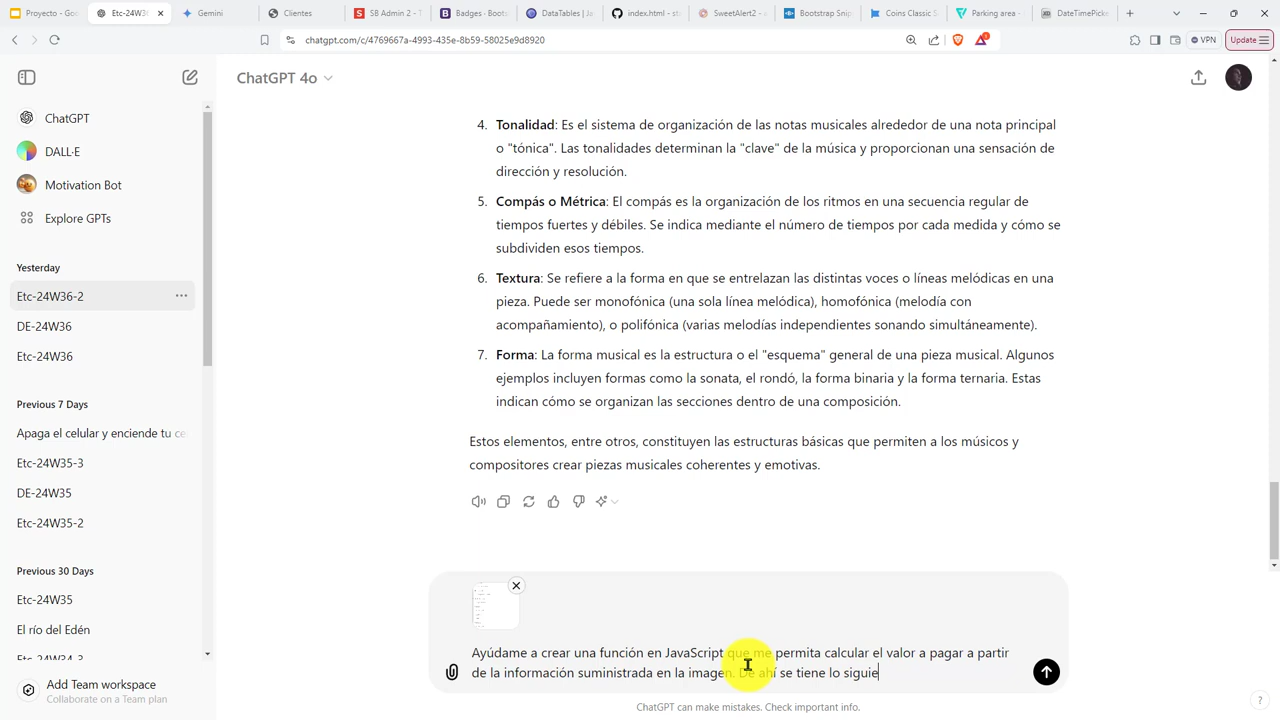 Proyecto - Goo
Etc-24W36
Gemini
Clientes
SB Admin 2 - T
Badges · Boots
DataTables | Ja
index.html - sta
SweetAlert2 - a
Bootstrap Snip
Coins Classic S
Parking area -
DateTimePicke
chatgpt.com/c/4769667a-4993-435e-8b59-58025e9d8920
VPN
Update
ChatGPT
DALL·E
Motivation Bot
Explore GPTs
Yesterday
Etc-24W36-2
DE-24W36
Etc-24W36
Previous 7 Days
Apaga el celular y enciende tu ce
Etc-24W35-3
DE-24W35
Etc-24W35-2
Previous 30 Days
Etc-24W35
El río del Edén
Etc-24W34-3
Add Team workspace
Collaborate on a Team plan
ChatGPT 4o
4. Tonalidad: Es el sistema de organización de las notas musicales alrededor de una nota principal
o "tónica". Las tonalidades determinan la "clave" de la música y proporcionan una sensación de
dirección y resolución.
5. Compás o Métrica: El compás es la organización de los ritmos en una secuencia regular de
tiempos fuertes y débiles. Se indica mediante el número de tiempos por cada medida y cómo se
subdividen esos tiempos.
6. Textura: Se refiere a la forma en que se entrelazan las distintas voces o líneas melódicas en una
pieza. Puede ser monofónica (una sola línea melódica), homofónica (melodía con
acompañamiento), o polifónica (varias melodías independientes sonando simultáneamente).
7. Forma: La forma musical es la estructura o el "esquema" general de una pieza musical. Algunos
ejemplos incluyen formas como la sonata, el rondó, la forma binaria y la forma ternaria. Estas
indican cómo se organizan las secciones dentro de una composición.
Estos elementos, entre otros, constituyen las estructuras básicas que permiten a los músicos y
compositores crear piezas musicales coherentes y emotivas.
Ayúdame a crear una función en JavaScript que me permita calcular el valor a pagar a partir
de la información suministrada en la imagen. De ahí se tiene lo siguie
ChatGPT can make mistakes. Check important info.
?